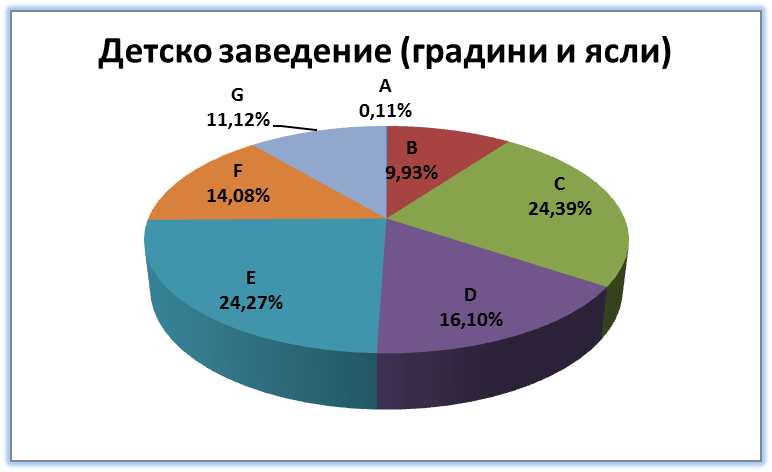 Детско заведение (градини и ясли)
A
0,11%
B
9,93%
C
24,39%
D
16,10%
E
24,27%
F
14,08%
G
11,12%